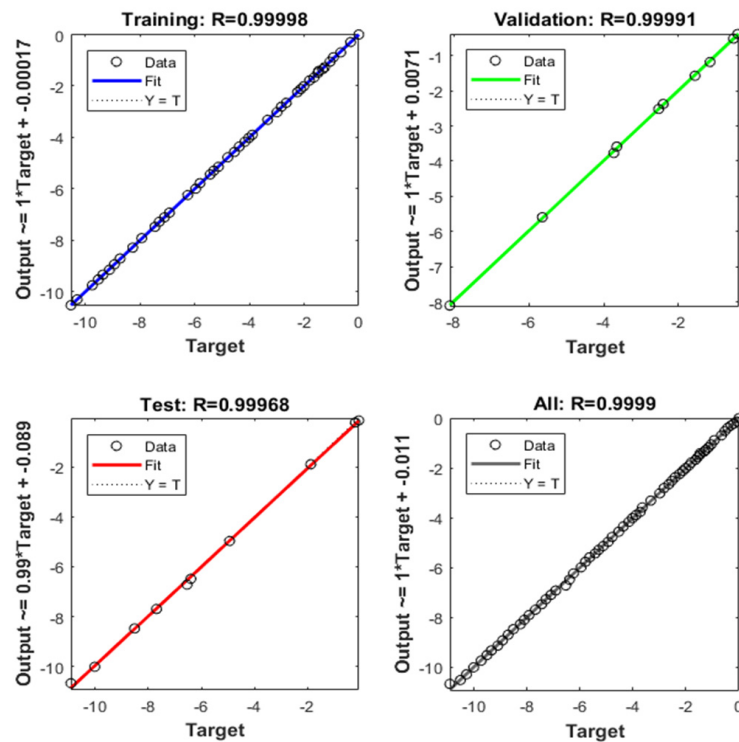 Training: R=0.99998
Output ~= 1*Target + -0.00017
0
-2
-4
-6
-8
-10
Data
Fit
Y = T
-10 -8 -6 -4 -2 0
Target
Validation: R=0.99991
Output ~= 1*Target + 0.0071
-1
-2
-3
-4
-5
-6
-7
-8
Data
Fit
Y = T
-8 -6 -4 -2
Target
Test: R=0.99968
Output ~= 0.99*Target + -0.089
-2
-4
-6
-8
-10
Data
Fit
Y = T
-10 -8 -6 -4 -2
Target
All: R=0.9999
Output ~= 1*Target + -0.011
0
-2
-4
-6
-8
-10
Data
Fit
Y = T
-10 -8 -6 -4 -2 0
Target